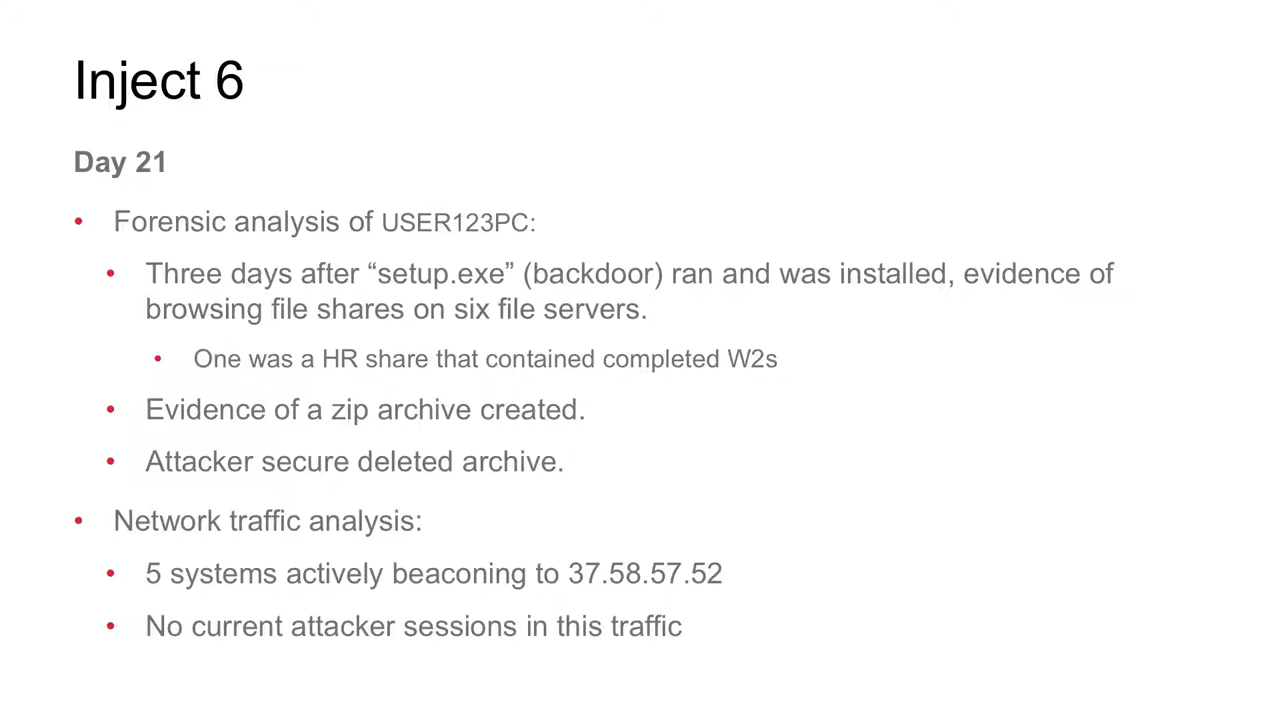 Inject 6
Day 21
• Forensic analysis of USER123PC:
• Three days after “setup.exe” (backdoor) ran and was installed, evidence of
browsing file shares on six file servers.
• One was a HR share that contained completed W2s
• Evidence of a zip archive created.
• Attacker secure deleted archive.
• Network traffic analysis:
• 5 systems actively beaconing to 37.58.57.52
• No current attacker sessions in this traffic